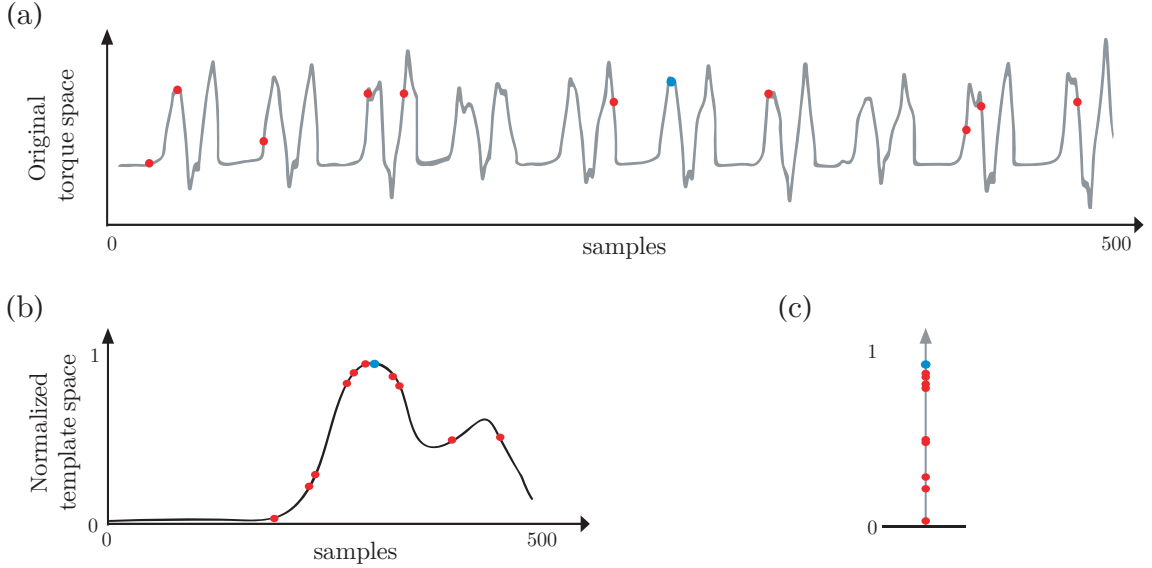 (a)
Original
torque space
0
samples
500
(b)
1
Normalized
template space
0
0
samples
500
(c)
1
0